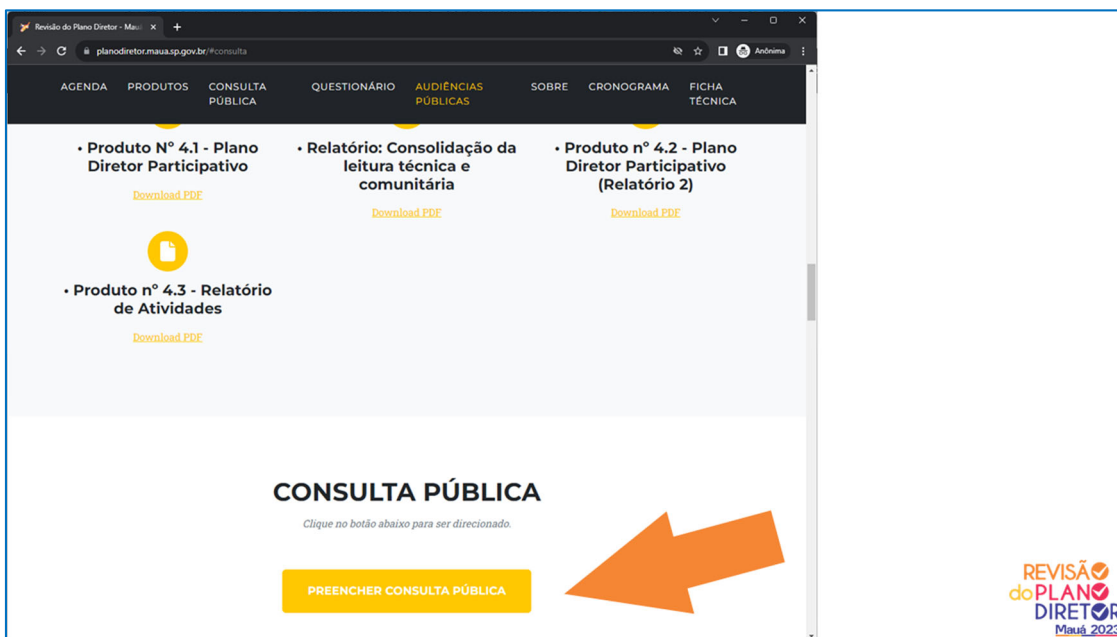 Revisão do Plano Diretor - Mau
planodiretor.maua.sp.gov.br/#consulta
Anônima
AGENDA PRODUTOS CONSULTA PÚBLICA QUESTIONÁRIO AUDIÊNCIAS PÚBLICAS SOBRE CRONOGRAMA FICHA TÉCNICA
• Produto Nº 4.1 - Plano
Diretor Participativo
Download PDF
• Relatório: Consolidação da
leitura técnica e
comunitária
Download PDF
• Produto nº 4.2 - Plano
Diretor Participativo
(Relatório 2)
Download PDF
• Produto nº 4.3 - Relatório
de Atividades
Download PDF
CONSULTA PÚBLICA
Clique no botão abaixo para ser direcionado.
PREENCHER CONSULTA PÚBLICA
REVISÃO
do PLANO
DIRETOR
Mauá 2023